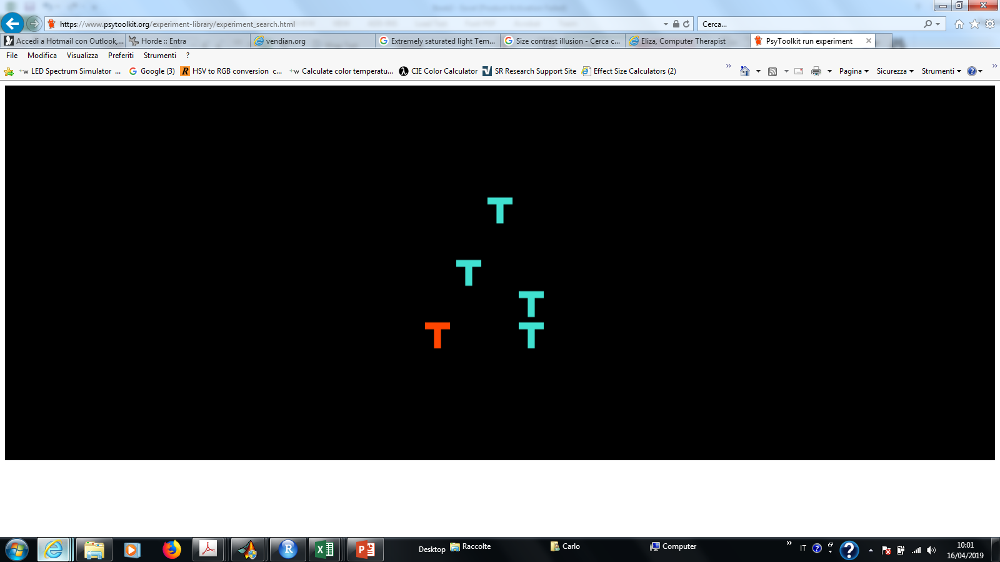 https://www.psytoolkit.org/experiment-library/experiment_search.html
Cerca...
Accedi a Hotmail con Outlook,...
Horde :: Entra
vendian.org
Extremely saturated light Tem...
Size contrast illusion - Cerca c...
Eliza, Computer Therapist
PsyToolkit run experiment
File Modifica Visualizza Preferiti Strumenti ?
LED Spectrum Simulator ...
Google (3)
HSV to RGB conversion c...
Calculate color temperatu...
CIE Color Calculator
SR Research Support Site
Effect Size Calculators (2)
Pagina
Sicurezza
Strumenti
T
T
T
T
T
Desktop
Raccolte
Carlo
Computer
IT
10:01
16/04/2019